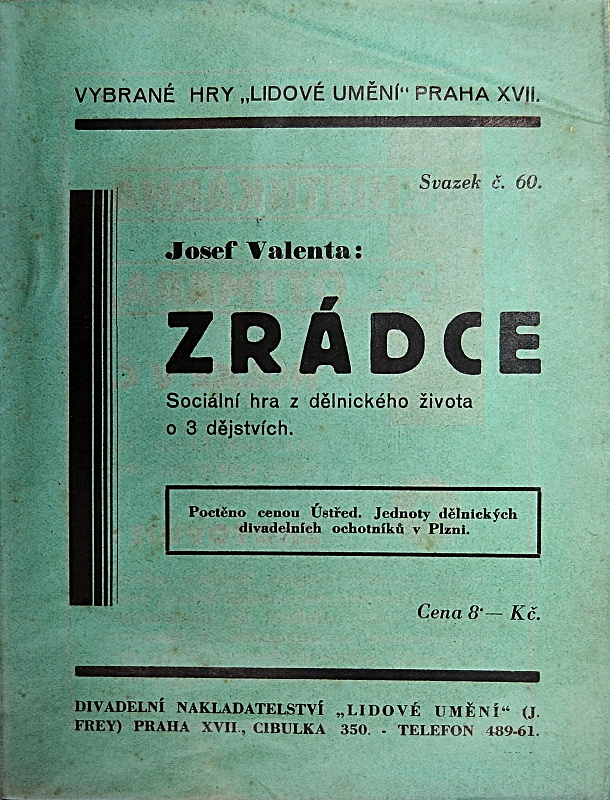 VYBRANÉ HRY „LIDOVÉ UMĚNÍ“ PRAHA XVII.
Svazek č. 60.
Josef Valenta:
ZRÁDCE
Sociální hra z dělnického života
o 3 dějstvích.
Poctěno cenou Ústřed. Jednoty dělnických
divadelních ochotníků v Plzni.
Cena 8·— Kč.
DIVADELNÍ NAKLADATELSTVÍ „LIDOVÉ UMĚNÍ“ (J.
FREY) PRAHA XVII., CIBULKA 350. - TELEFON 489-61.